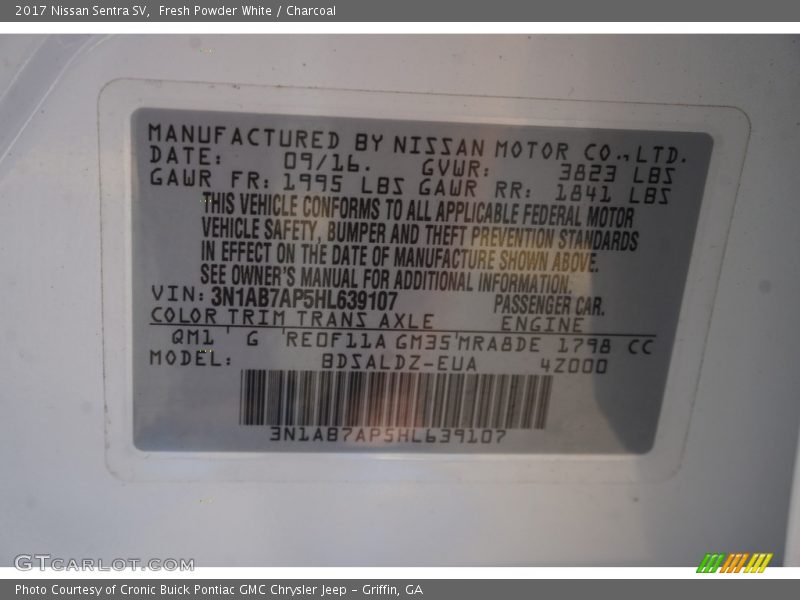 2017 Nissan Sentra SV, Fresh Powder White / Charcoal
MANUFACTURED BY NISSAN MOTOR CO., LTD.
DATE: 09/16. GVWR: 3823 LBS
GAWR FR: 1995 LBS GAWR RR: 1841 LBS
THIS VEHICLE CONFORMS TO ALL APPLICABLE FEDERAL MOTOR
VEHICLE SAFETY, BUMPER AND THEFT PREVENTION STANDARDS
IN EFFECT ON THE DATE OF MANUFACTURE SHOWN ABOVE.
SEE OWNER'S MANUAL FOR ADDITIONAL INFORMATION.
VIN: 3N1AB7AP5HL639107 PASSENGER CAR.
COLOR TRIM TRANS AXLE ENGINE
QM1 ' G 'RE0F11A GM35'MRA8DE 1798 CC
MODEL: BDSALDZ-EUA 4Z000
3N1AB7AP5HL639107
GTCARLOT.COM
Photo Courtesy of Cronic Buick Pontiac GMC Chrysler Jeep - Griffin, GA